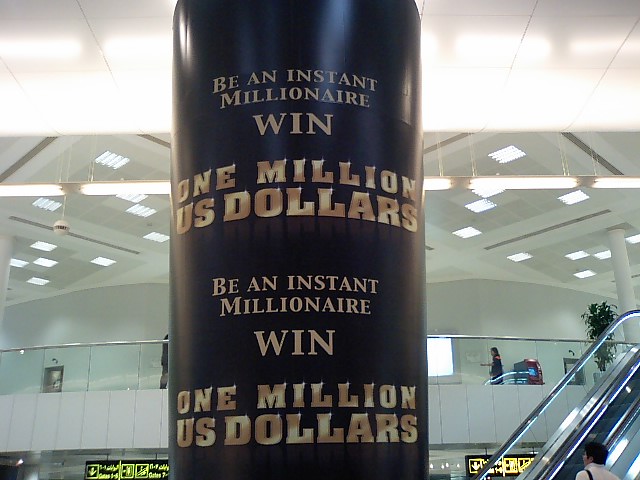 BE AN INSTANT
MILLIONAIRE
WIN
ONE MILLION
US DOLLARS
BE AN INSTANT
MILLIONAIRE
WIN
ONE MILLION
US DOLLARS